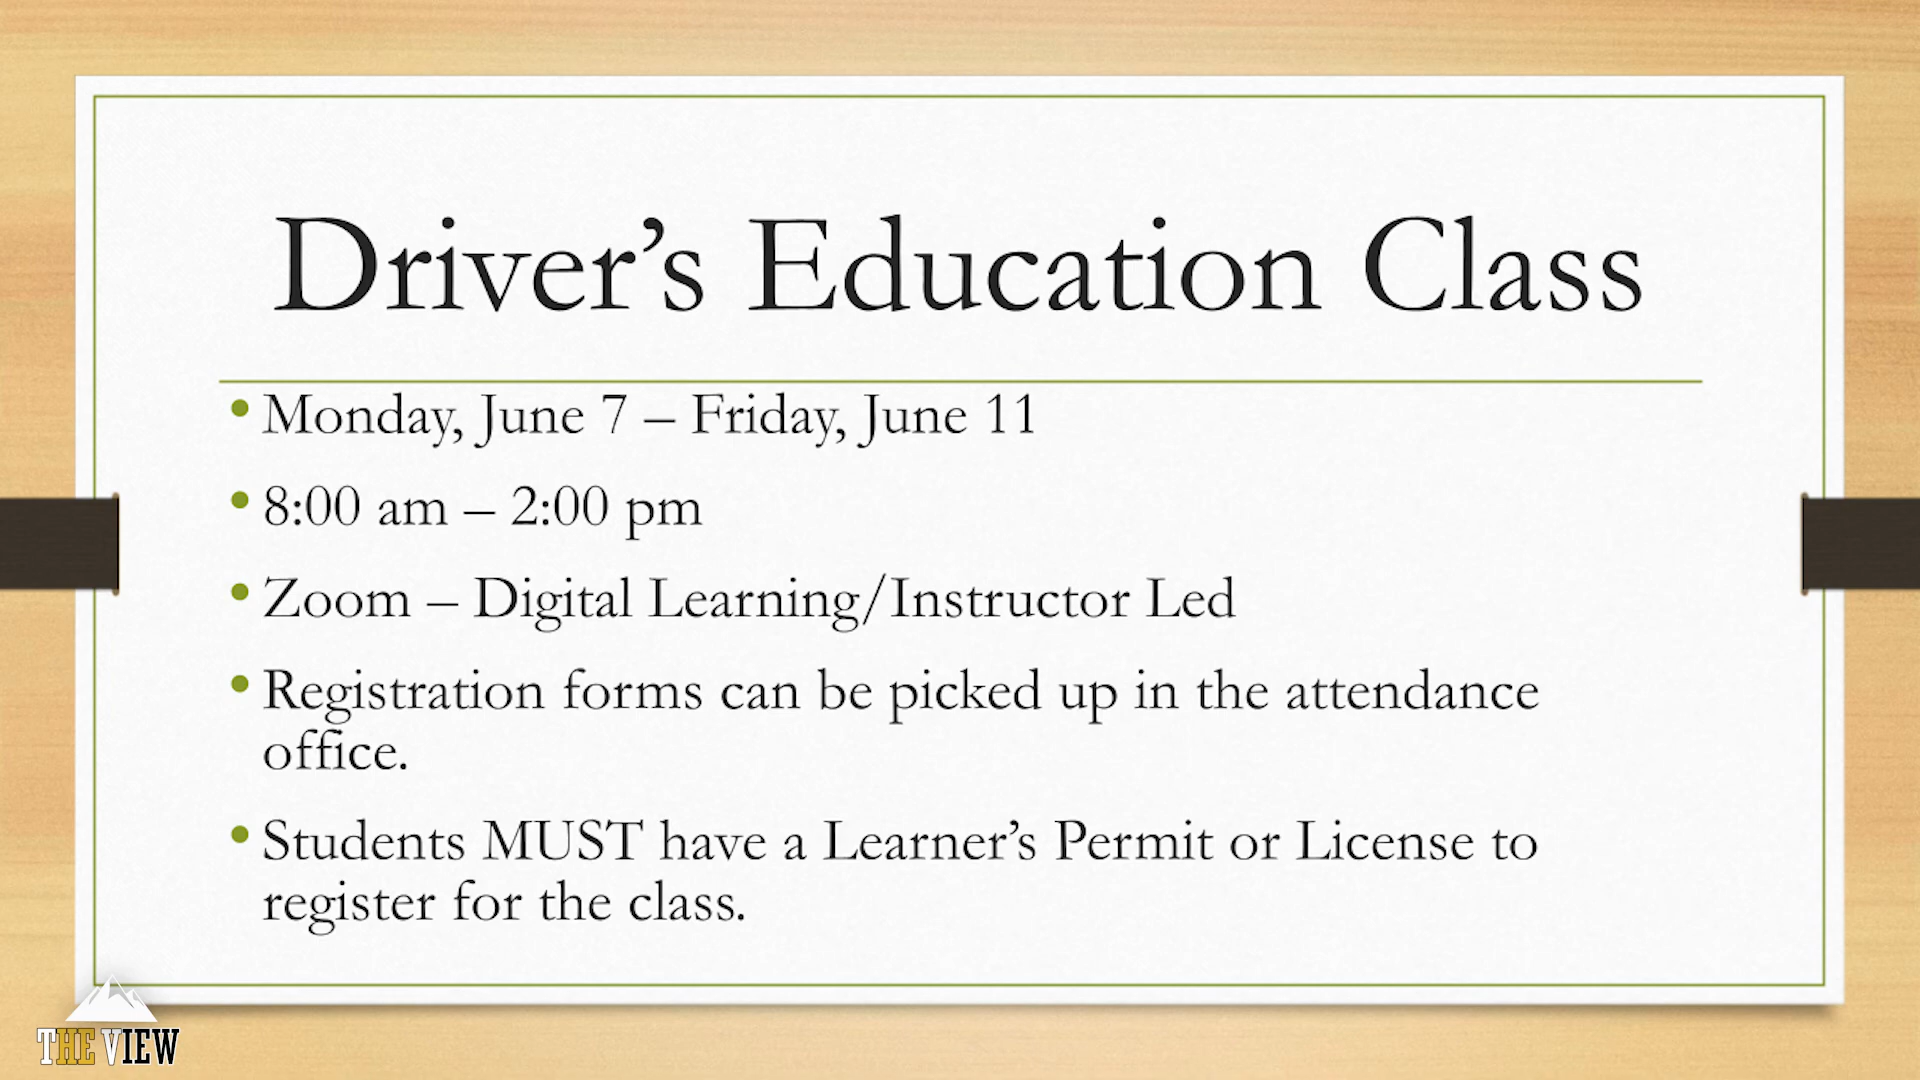 Driver’s Education Class
• Monday, June 7 – Friday, June 11
• 8:00 am – 2:00 pm
• Zoom – Digital Learning/Instructor Led
• Registration forms can be picked up in the attendance
office.
• Students MUST have a Learner’s Permit or License to
register for the class.
THE VIEW